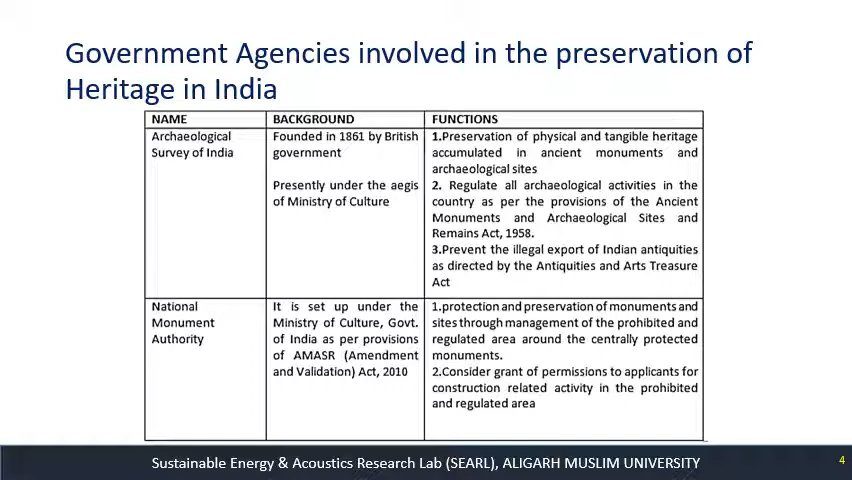 Government Agencies involved in the preservation of
Heritage in India
NAME
BACKGROUND
FUNCTIONS
Archaeological
Survey of India
Founded in 1861 by British
government
Presently under the aegis
of Ministry of Culture
1.Preservation of physical and tangible heritage
accumulated in ancient monuments and
archaeological sites
2. Regulate all archaeological activities in the
country as per the provisions of the Ancient
Monuments and Archaeological Sites and
Remains Act, 1958.
3.Prevent the illegal export of Indian antiquities
as directed by the Antiquities and Arts Treasure
Act
National
Monument
Authority
It is set up under the
Ministry of Culture, Govt.
of India as per provisions
of AMASR (Amendment
and Validation) Act, 2010
1.protection and preservation of monuments and
sites through management of the prohibited and
regulated area around the centrally protected
monuments.
2.Consider grant of permissions to applicants for
construction related activity in the prohibited
and regulated area
Sustainable Energy & Acoustics Research Lab (SEARL), ALIGARH MUSLIM UNIVERSITY
4